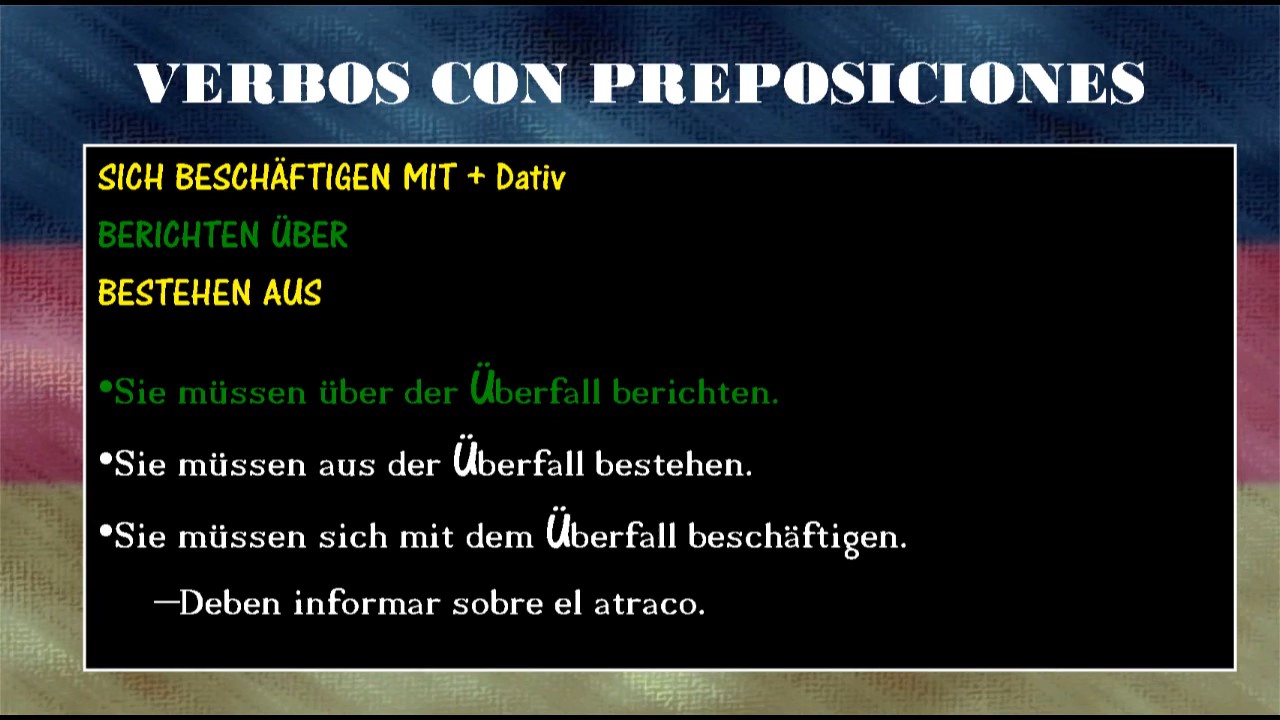 VERBOS CON PREPOSICIONES
SICH BESCHÄFTIGEN MIT + Dativ
BERICHTEN ÜBER
BESTEHEN AUS
•Sie müssen über der Überfall berichten.
•Sie müssen aus der Überfall bestehen.
•Sie müssen sich mit dem Überfall beschäftigen.
—Deben informar sobre el atraco.